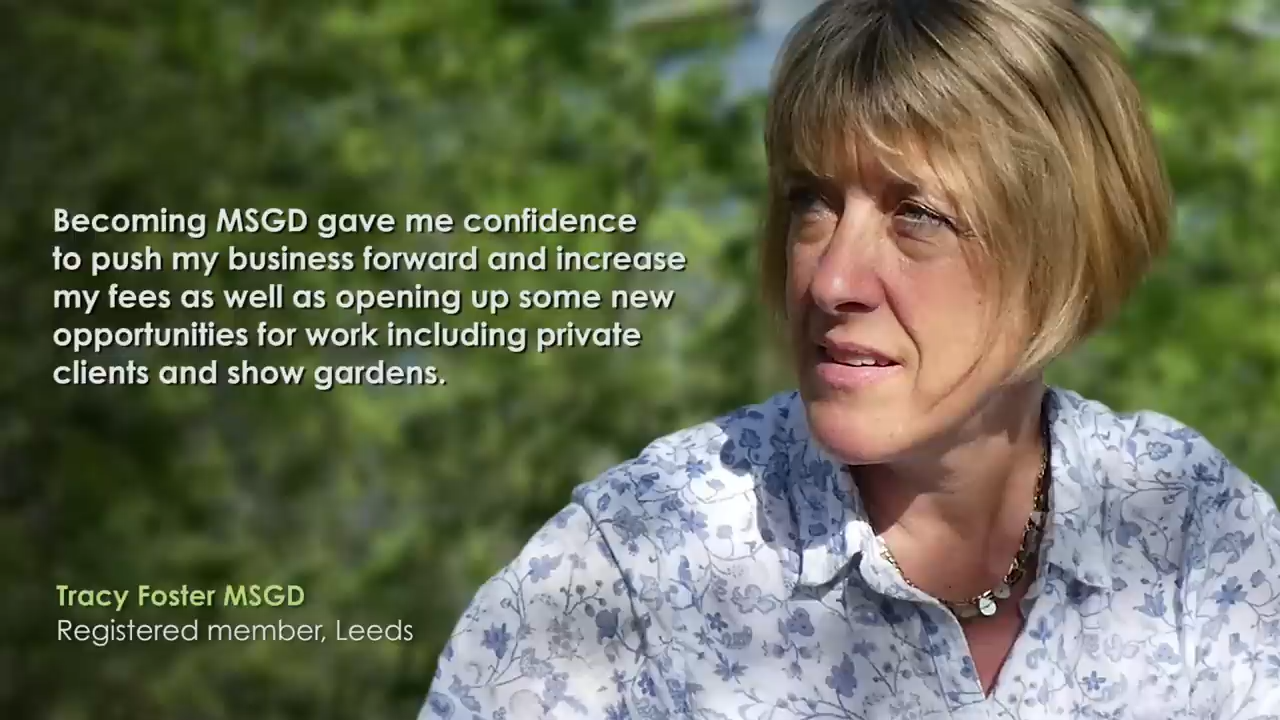 Becoming MSGD gave me confidence
to push my business forward and increase
my fees as well as opening up some new
opportunities for work including private
clients and show gardens.
Tracy Foster MSGD
Registered member, Leeds